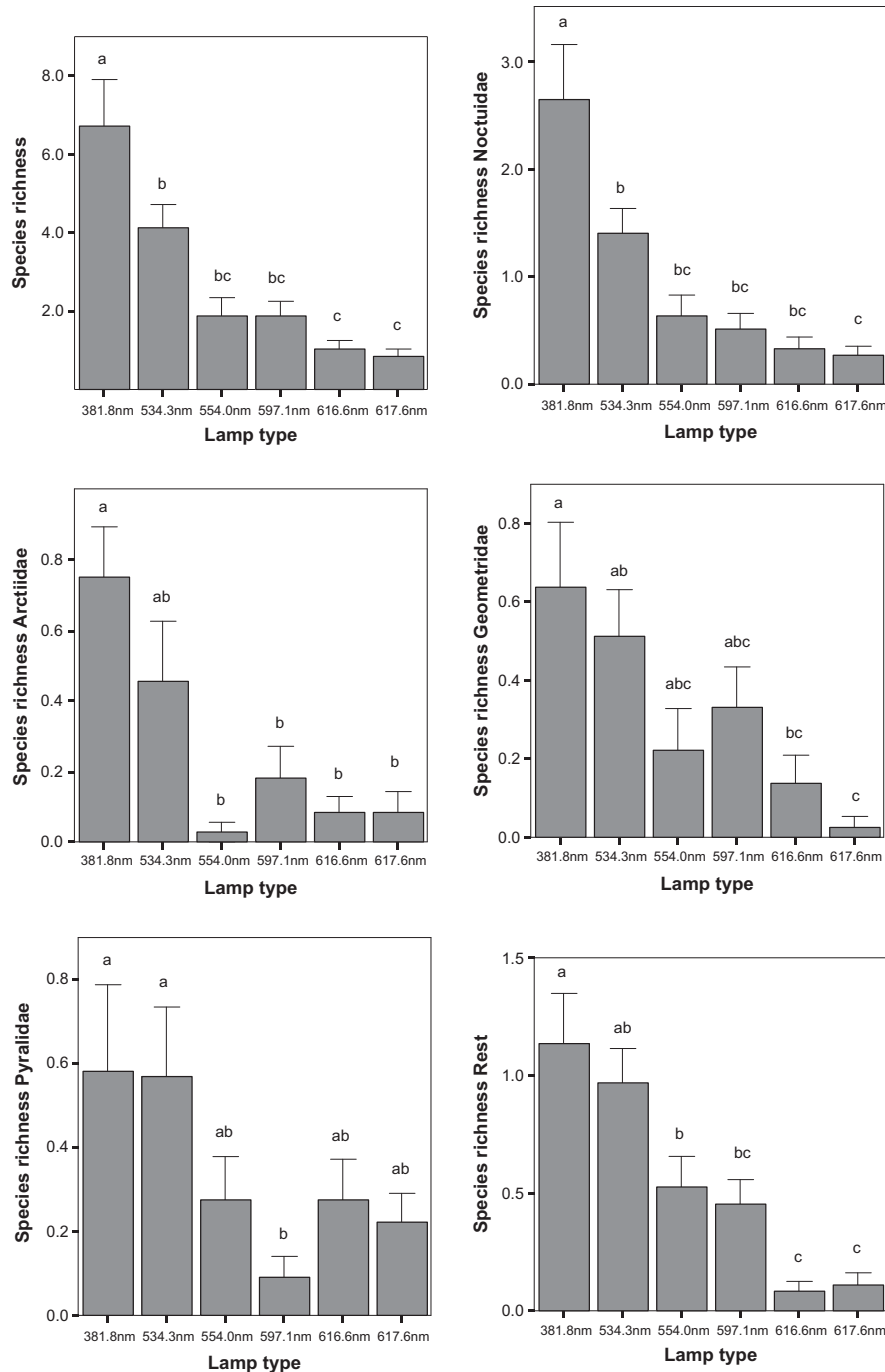 a
8.0
b
6.0
4.0
bc
bc
2.0
c
c
Species richness
381.8nm 534.3nm 554.0nm 597.1nm 616.6nm 617.6nm
Lamp type
a
3.0
b
2.0
bc
bc
1.0
bc
c
0.0
Species richness Noctuidae
381.8nm 534.3nm 554.0nm 597.1nm 616.6nm 617.6nm
Lamp type
a
0.8
ab
0.6
0.4
b
b
b
0.2
b
0.0
Species richness Arctiidae
381.8nm 534.3nm 554.0nm 597.1nm 616.6nm 617.6nm
Lamp type
a
0.8
ab
0.6
abc
abc
0.4
bc
0.2
c
0.0
Species richness Geometridae
381.8nm 534.3nm 554.0nm 597.1nm 616.6nm 617.6nm
Lamp type
a
a
0.8
0.6
ab
ab
ab
0.4
b
0.2
0.0
Species richness Pyralidae
381.8nm 534.3nm 554.0nm 597.1nm 616.6nm 617.6nm
Lamp type
1.5
a
ab
1.0
b
bc
0.5
c
c
0.0
Species richness Rest
381.8nm 534.3nm 554.0nm 597.1nm 616.6nm 617.6nm
Lamp type